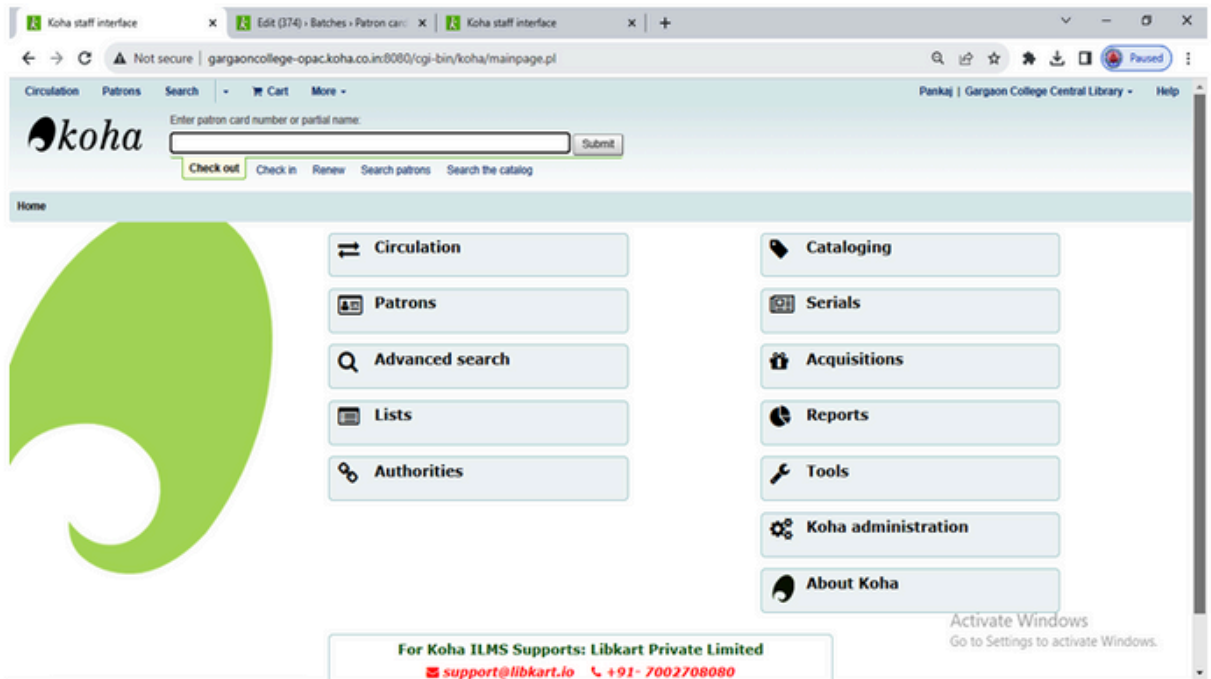 Koha staff interface
Edit (374) › Batches › Patron card
Koha staff interface
Not secure | gargaoncollege-opac.koha.co.in:8080/cgi-bin/koha/mainpage.pl
Paused
Circulation Patrons Search Cart More
Pankaj | Gargaon College Central Library Help
koha
Enter patron card number or partial name:
Submit
Check out Check in Renew Search patrons Search the catalog
Home
Circulation
Cataloging
Patrons
Serials
Advanced search
Acquisitions
Lists
Reports
Authorities
Tools
Koha administration
About Koha
Activate Windows
Go to Settings to activate Windows.
For Koha ILMS Supports: Libkart Private Limited
support@libkart.io +91- 7002708080